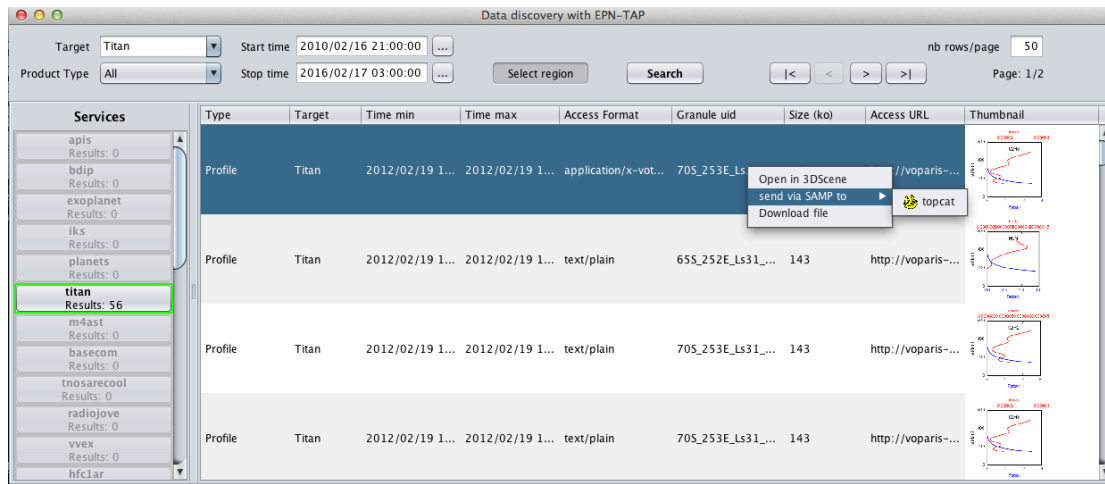 Data discovery with EPN-TAP
Target Titan Start time 2010/02/16 21:00:00 ... nb rows/page 50
Product Type All Stop time 2016/02/17 03:00:00 ... Select region Search |< < > >| Page: 1/2
Services
apis
Results: 0
bdip
Results: 0
exoplanet
Results: 0
iks
Results: 0
planets
Results: 0
titan
Results: 56
m4ast
Results: 0
basecom
Results: 0
tnosarecool
Results: 0
radiojove
Results: 0
vvex
Results: 0
hfc1ar
Type Target Time min Time max Access Format Granule uid Size (ko) Access URL Thumbnail
Profile Titan 2012/02/19 1... 2012/02/19 1... application/x-vot... 70S_253E_Ls //voparis-...
Open in 3DScene
send via SAMP to topcat
Download file
Profile Titan 2012/02/19 1... 2012/02/19 1... text/plain 65S_252E_Ls31_... 143 http://voparis-...
Profile Titan 2012/02/19 1... 2012/02/19 1... text/plain 70S_253E_Ls31_... 143 http://voparis-...
Profile Titan 2012/02/19 1... 2012/02/19 1... text/plain 70S_253E_Ls31_... 143 http://voparis-...